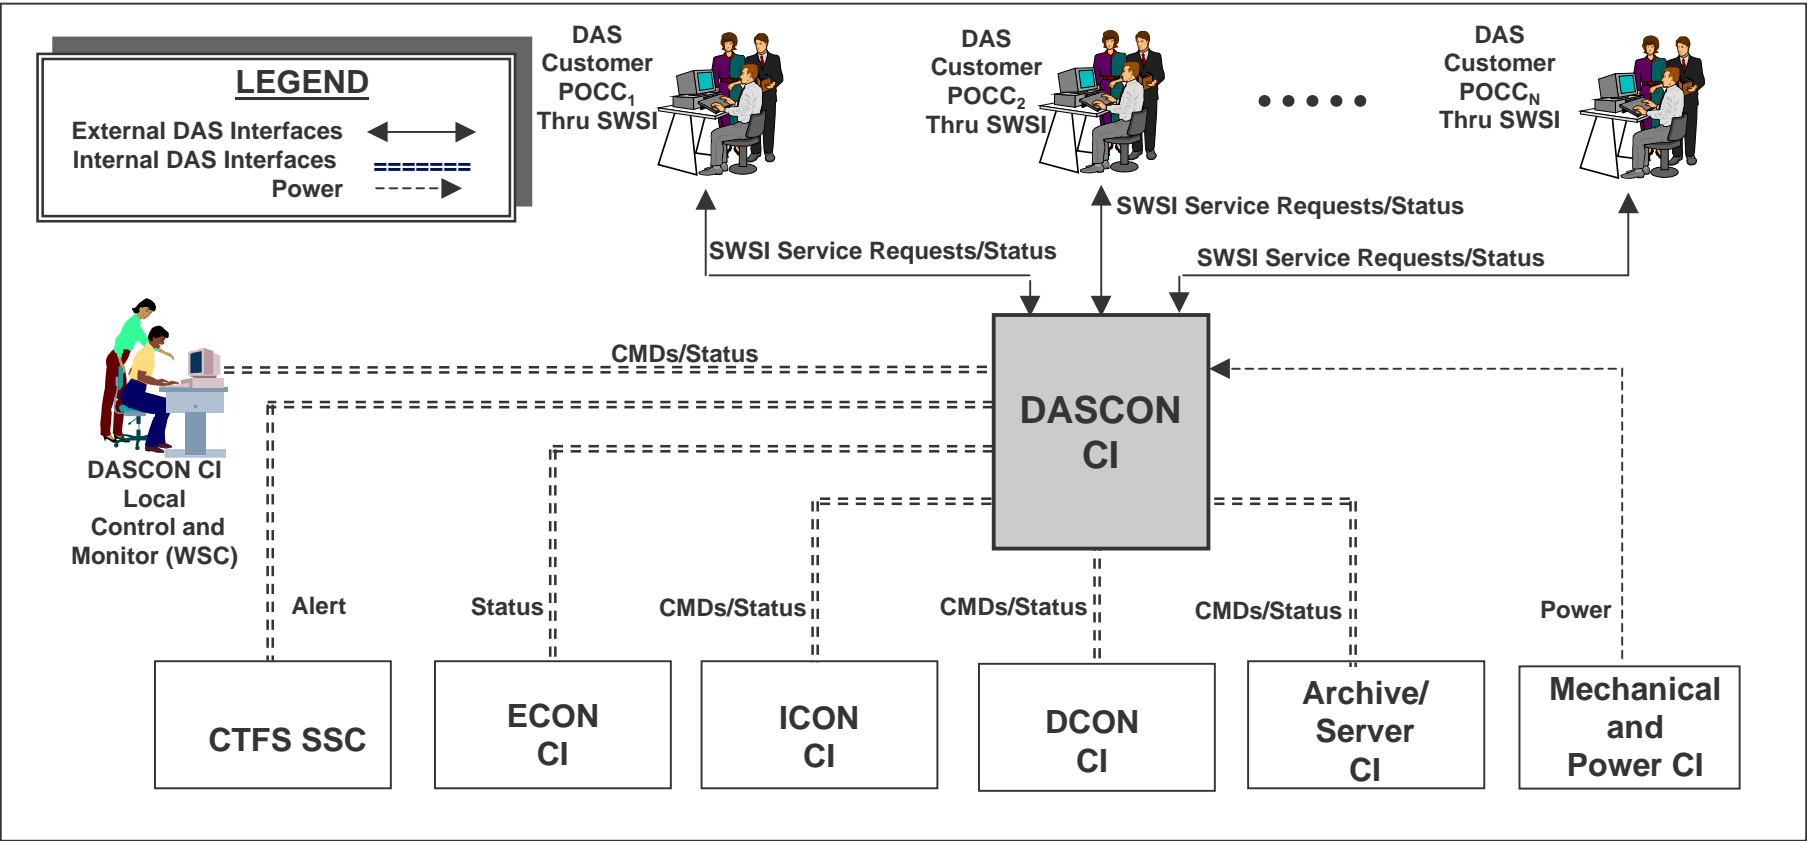 LEGEND
External DAS Interfaces
Internal DAS Interfaces
Power
DAS
Customer
POCC1
Thru SWSI
DAS
Customer
POCC2
Thru SWSI
DAS
Customer
POCCN
Thru SWSI
SWSI Service Requests/Status
SWSI Service Requests/Status
SWSI Service Requests/Status
CMDs/Status
DASCON
CI
DASCON CI
Local
Control and
Monitor (WSC)
Alert
Status
CMDs/Status
CMDs/Status
CMDs/Status
Power
CTFS SSC
ECON
CI
ICON
CI
DCON
CI
Archive/
Server
CI
Mechanical
and
Power CI